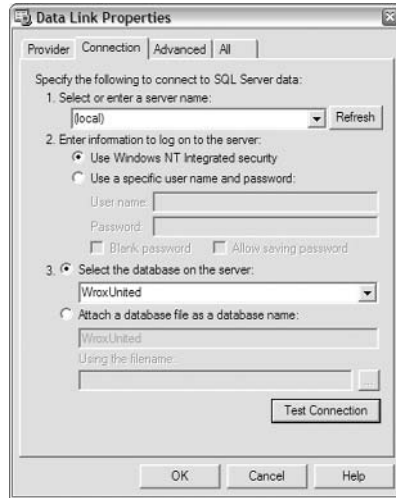 Data Link Properties
Provider Connection Advanced All
Specify the following to connect to SQL Server data:
1. Select or enter a server name:
(local) Refresh
2. Enter information to log on to the server:
Use Windows NT Integrated security
Use a specific user name and password:
User name:
Password:
Blank password Allow saving password
3. Select the database on the server:
WroxUnited
Attach a database file as a database name:
WroxUnited
Using the filename:
...
Test Connection
OK Cancel Help